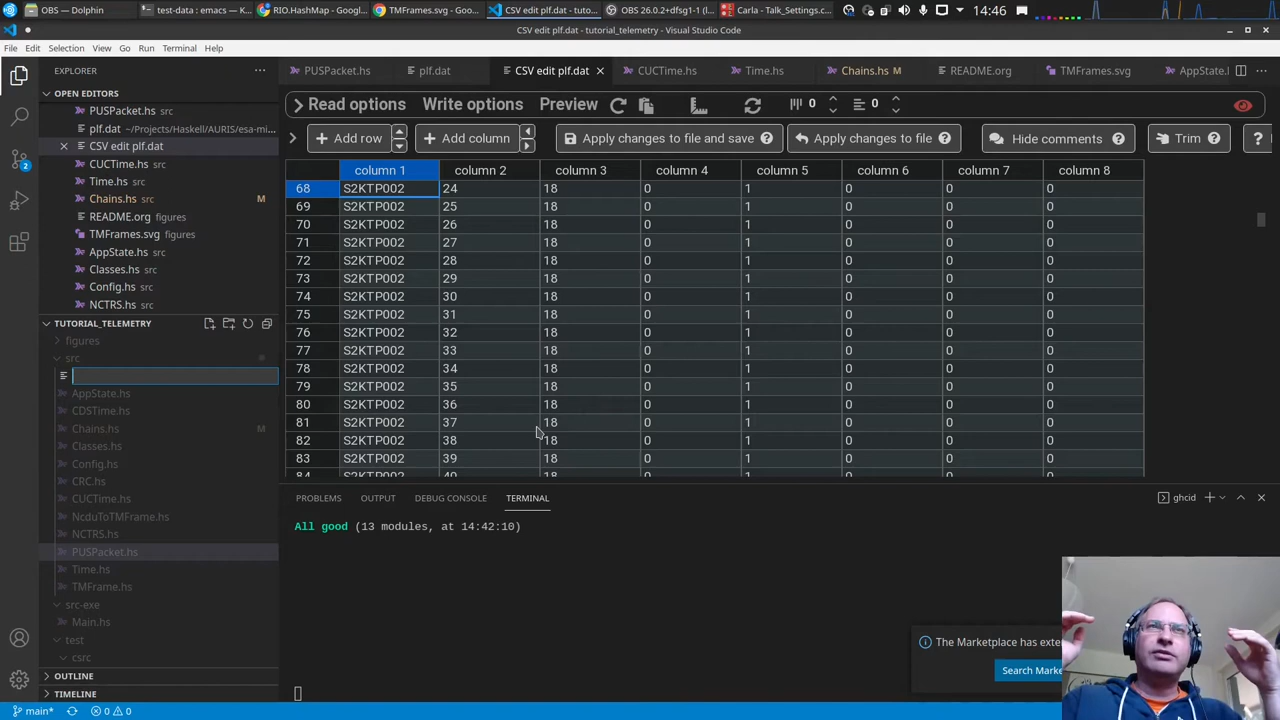 OBS — Dolphin
test-data : emacs — K...
RIO.HashMap - Googl...
TMFrames.org - Goo...
CSV edit plf.dat - tuto...
OBS 26.0.2+dfsg1-1 (l...
Carla - Talk_Settings.c...
14:46
CSV edit plf.dat - tutorial_telemetry - Visual Studio Code
File Edit Selection View Go Run Terminal Help
EXPLORER
PUSPacket.hs
plf.dat
CSV edit plf.dat
CUCTime.hs
Time.hs
Chains.hs M
README.org
TMFrames.svg
AppState.l
OPEN EDITORS
PUSPacket.hs src
plf.dat ~/Projects/Haskell/AURIS/esa-mi...
CSV edit plf.dat
CUCTime.hs src
Time.hs src
Chains.hs src M
README.org figures
TMFrames.svg figures
AppState.hs src
Classes.hs src
Config.hs src
NCTRS.hs src
TUTORIAL_TELEMETRY
figures
src
AppState.hs
CDSTime.hs
Chains.hs M
Classes.hs
Config.hs
CRC.hs
CUCTime.hs
NcduToTMFrame.hs
NCTRS.hs
PUSPacket.hs
Time.hs
TMFrame.hs
src-exe
Main.hs
test
csrc
OUTLINE
TIMELINE
Read options Write options Preview 0 0
Add row Add column Apply changes to file and save ? Apply changes to file ? Hide comments ? Trim ? ?
column 1 column 2 column 3 column 4 column 5 column 6 column 7 column 8
68 S2KTP002 24 18 0 1 0 0 0
69 S2KTP002 25 18 0 1 0 0 0
70 S2KTP002 26 18 0 1 0 0 0
71 S2KTP002 27 18 0 1 0 0 0
72 S2KTP002 28 18 0 1 0 0 0
73 S2KTP002 29 18 0 1 0 0 0
74 S2KTP002 30 18 0 1 0 0 0
75 S2KTP002 31 18 0 1 0 0 0
76 S2KTP002 32 18 0 1 0 0 0
77 S2KTP002 33 18 0 1 0 0 0
78 S2KTP002 34 18 0 1 0 0 0
79 S2KTP002 35 18 0 1 0 0 0
80 S2KTP002 36 18 0 1 0 0 0
81 S2KTP002 37 18 0 1 0 0 0
82 S2KTP002 38 18 0 1 0 0 0
83 S2KTP002 39 18 0 1 0 0 0
84 S2KTP002 40 18 0 1 0 0 0
PROBLEMS OUTPUT DEBUG CONSOLE TERMINAL
ghcid
All good (13 modules, at 14:42:10)
The Marketplace has exte
Search Marke
main* 0 0